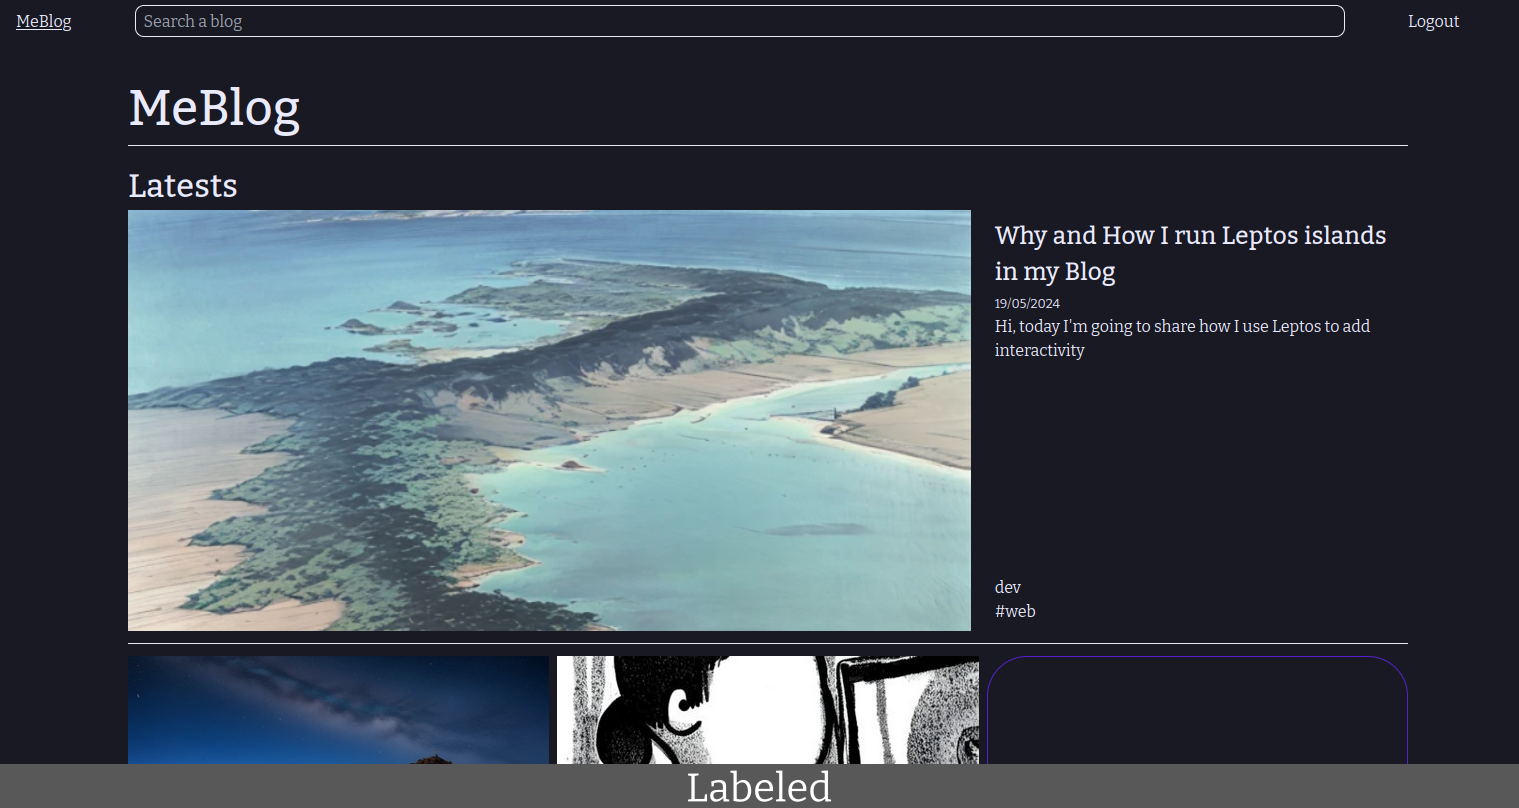 MeBlog
Search a blog
Logout
MeBlog
Latests
Why and How I run Leptos islands
in my Blog
19/05/2024
Hi, today I'm going to share how I use Leptos to add
interactivity
dev
#web
Labeled